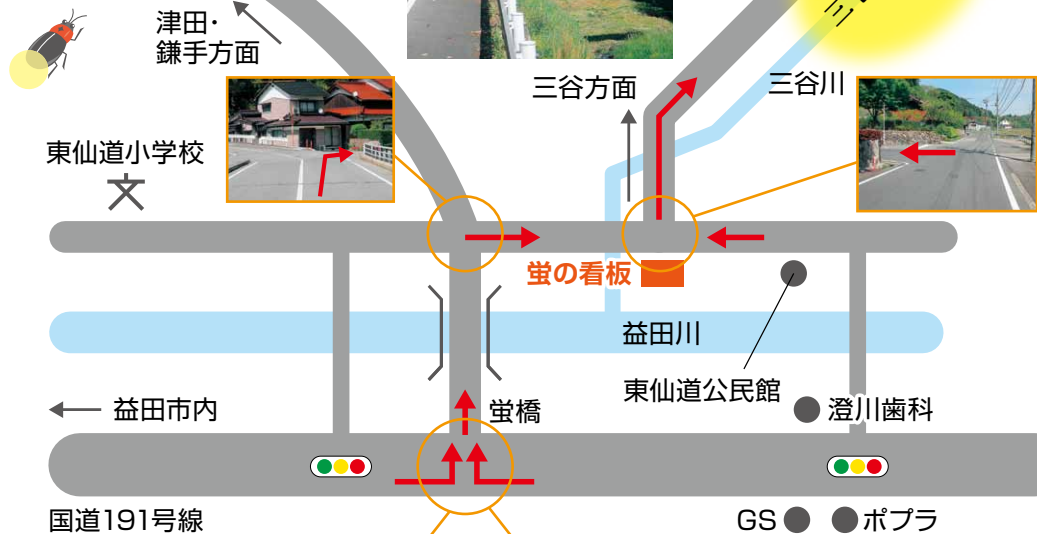 津田・
鎌手方面
三谷方面
三谷川
東仙道小学校
文
蛍の看板
益田川
東仙道公民館
益田市内
蛍橋
澄川歯科
国道191号線
GS
ポプラ